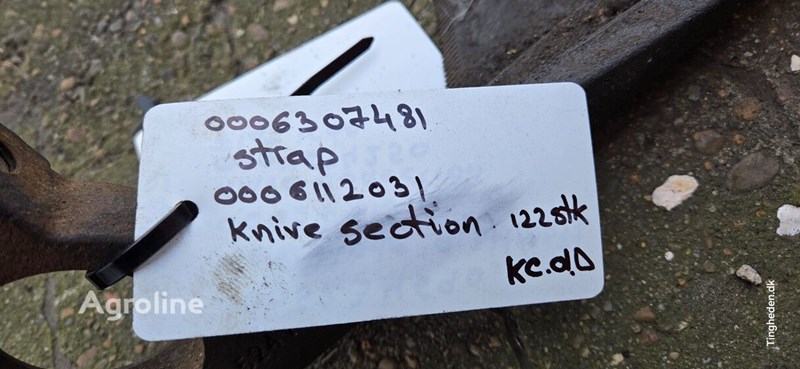 0006307481
strap
0006112031
Knive section. 122stk
KC.d.D
Agroline
Tingheden.dk